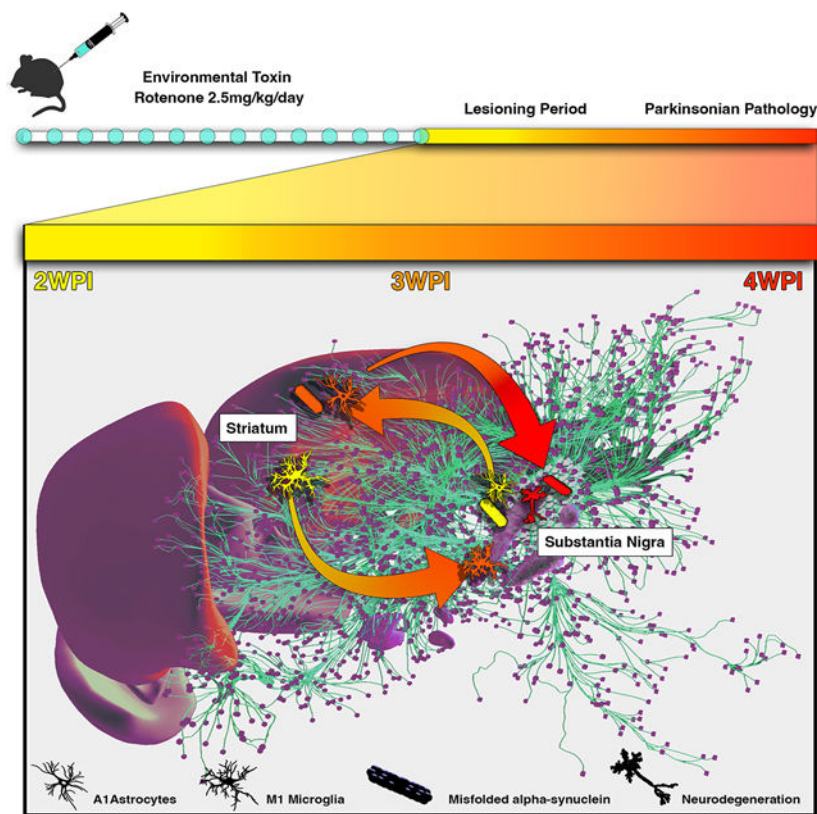 Environmental Toxin
Rotenone 2.5mg/kg/day
Lesioning Period
Parkinsonian Pathology
2WPI
3WPI
4WPI
Striatum
Substantia Nigra
A1Astrocytes
M1 Microglia
Misfolded alpha-synuclein
Neurodegeneration